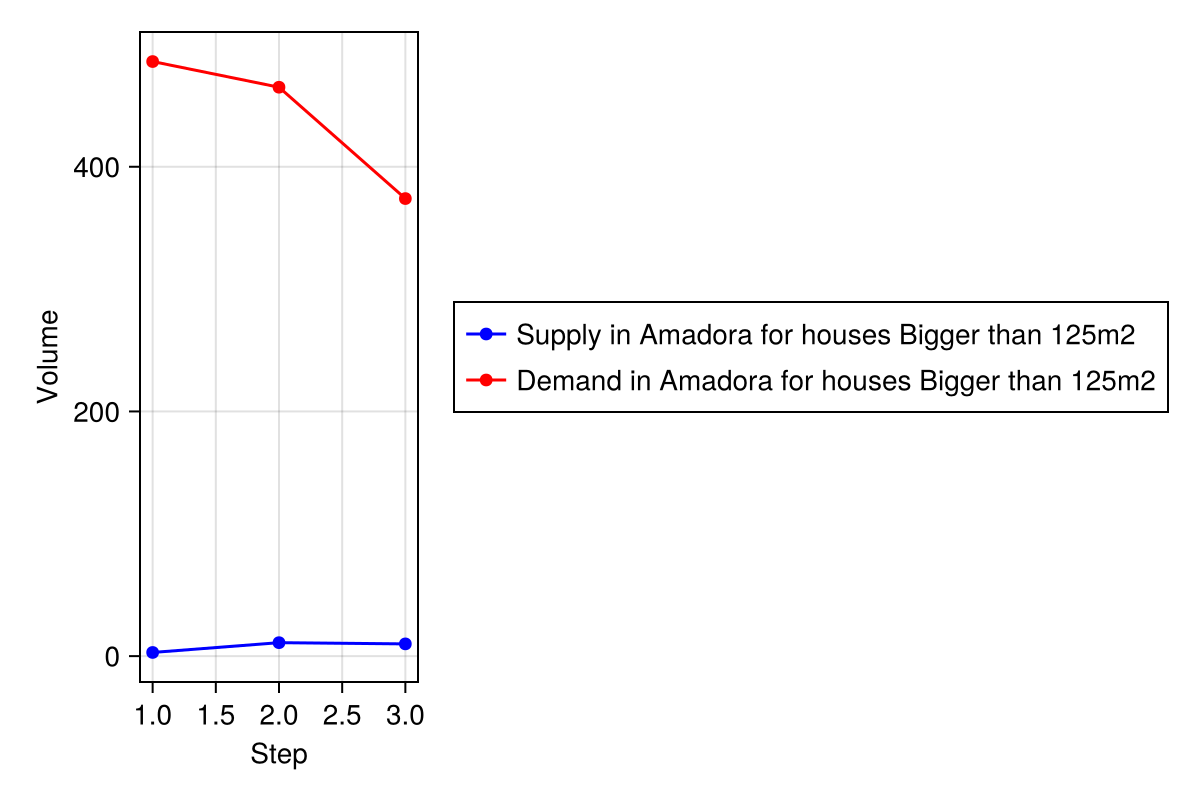 400
200
0
Volume
1.0 1.5 2.0 2.5 3.0
Step
Supply in Amadora for houses Bigger than 125m2
Demand in Amadora for houses Bigger than 125m2